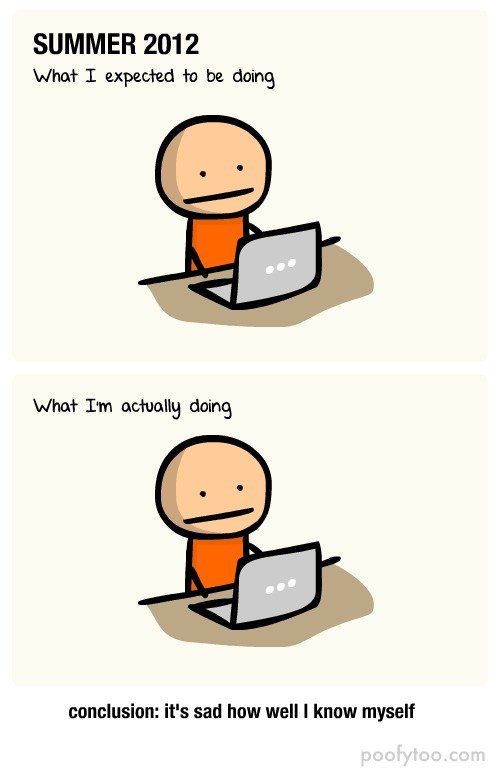 SUMMER 2012
What I expected to be doing
What I'm actually doing
conclusion: it's sad how well I know myself
poofytoo.com